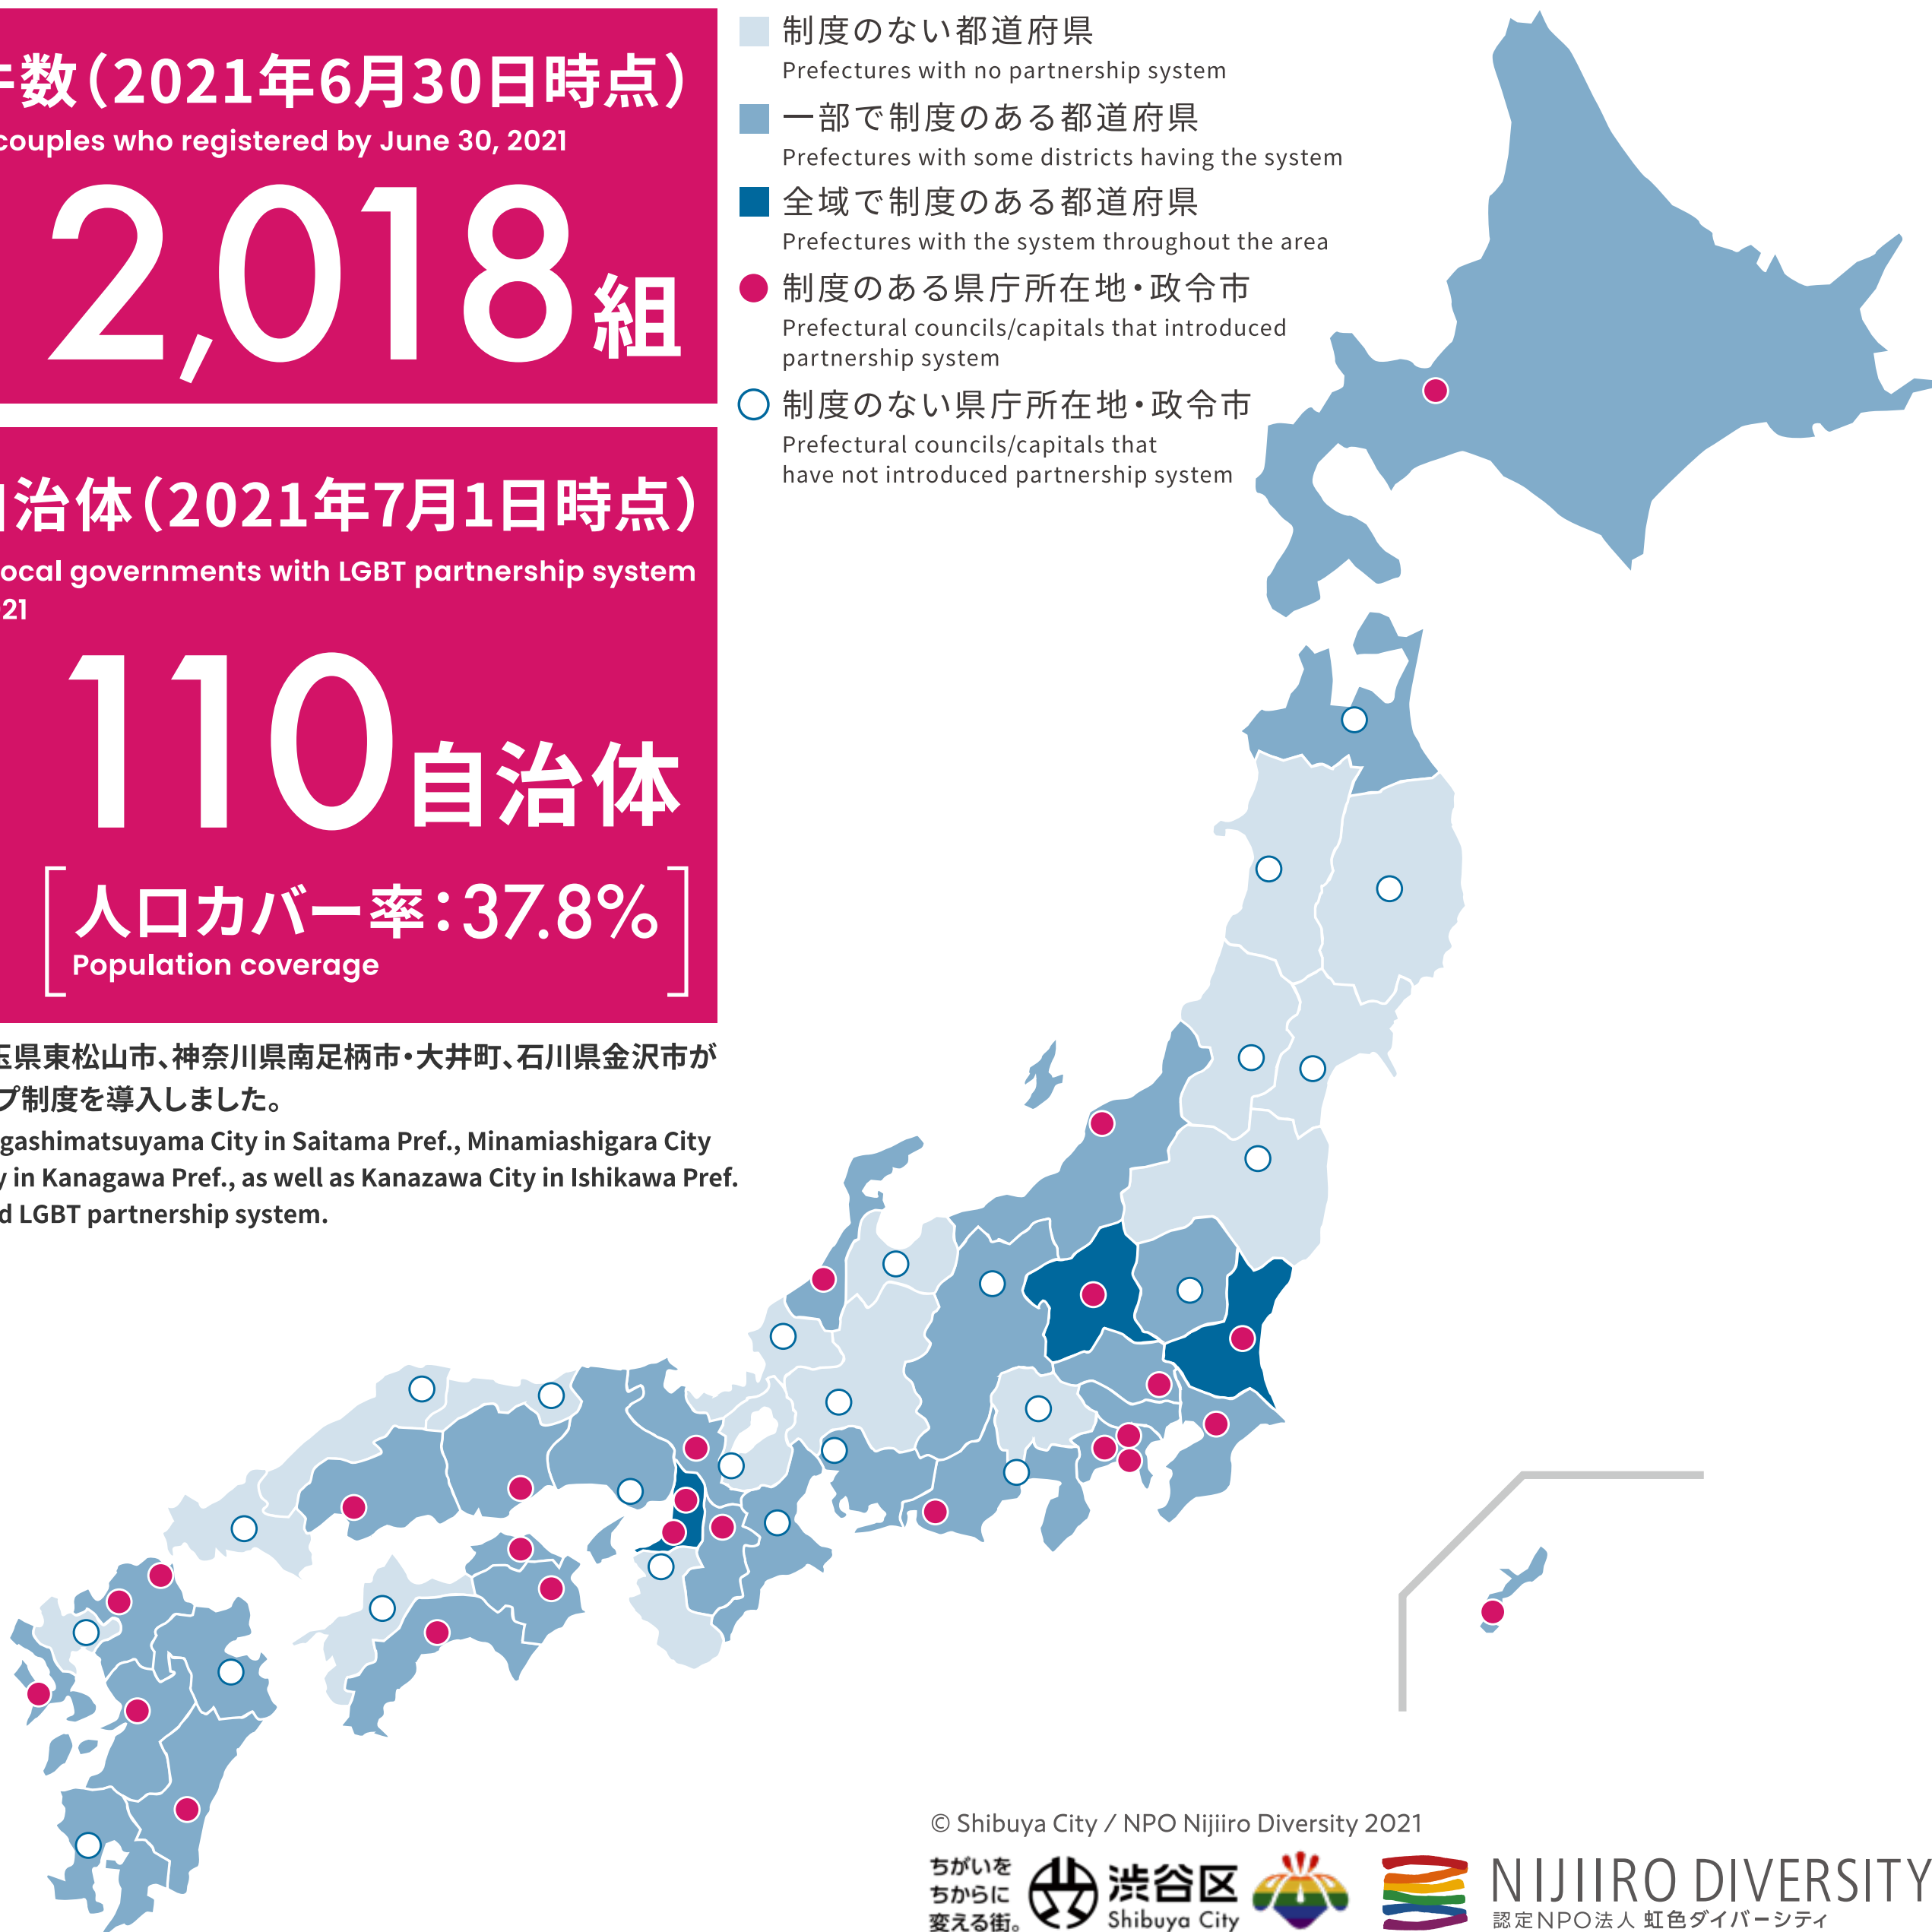 件数（2021年6月30日時点）
couples who registered by June 30, 2021
2,018組
自治体（2021年7月1日時点）
local governments with LGBT partnership system
21
110自治体
人口カバー率：37.8%
Population coverage
玉県東松山市、神奈川県南足柄市・大井町、石川県金沢市が
プ制度を導入しました。
gashimatsuyama City in Saitama Pref., Minamiashigara City
y in Kanagawa Pref., as well as Kanazawa City in Ishikawa Pref.
d LGBT partnership system.
制度のない都道府県
Prefectures with no partnership system
一部で制度のある都道府県
Prefectures with some districts having the system
全域で制度のある都道府県
Prefectures with the system throughout the area
制度のある県庁所在地・政令市
Prefectural councils/capitals that introduced
partnership system
制度のない県庁所在地・政令市
Prefectural councils/capitals that
have not introduced partnership system
© Shibuya City / NPO Nijiiro Diversity 2021
ちがいを
ちからに
変える街。
渋谷区
Shibuya City
NIJIIRO DIVERSITY
認定NPO法人 虹色ダイバーシティ